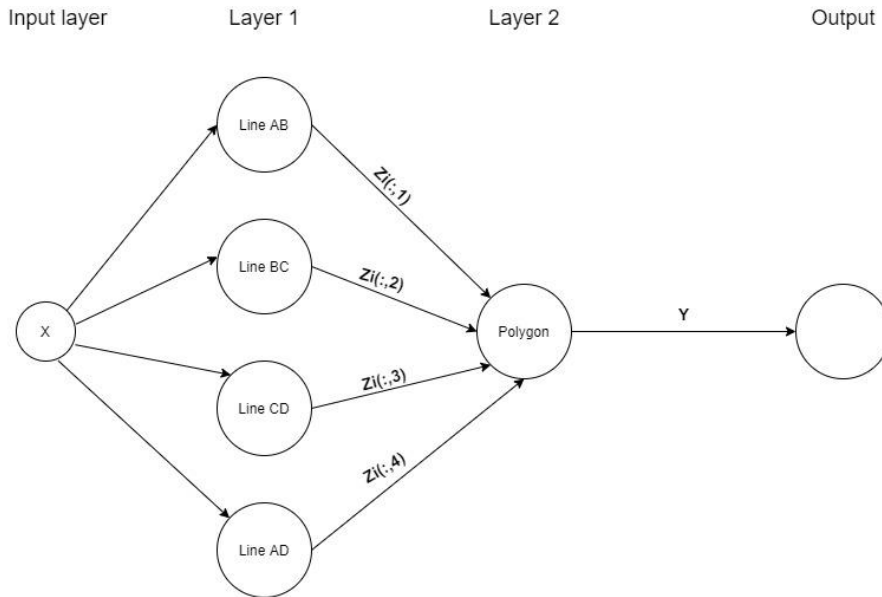 Input layer
Layer 1
Layer 2
Output
Line AB
Zi(:,1)
Line BC
Zi(:,2)
X
Polygon
Y
Zi(:,3)
Line CD
Zi(:,4)
Line AD